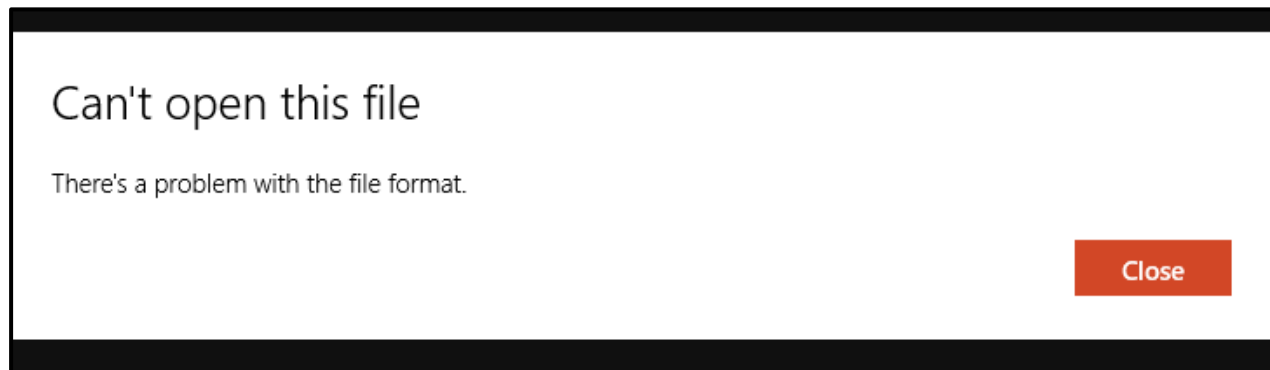 Can't open this file
There's a problem with the file format.
Close